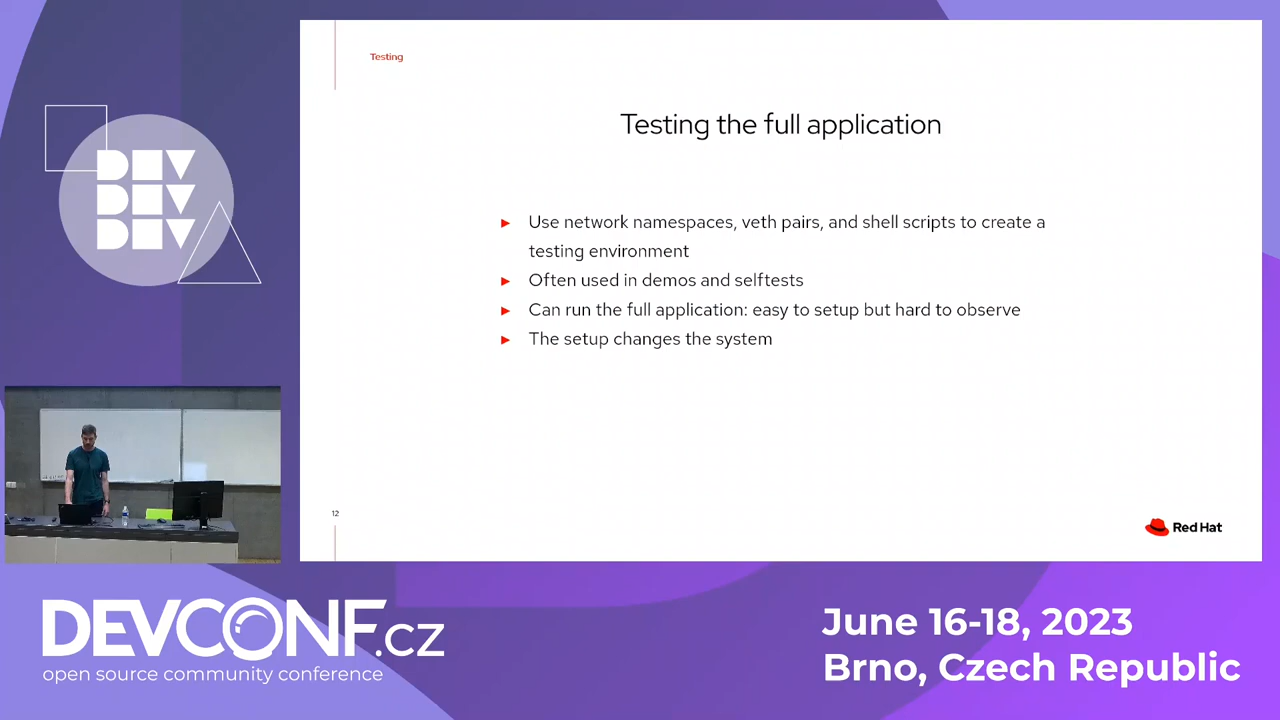 Testing
Testing the full application
Use network namespaces, veth pairs, and shell scripts to create a
testing environment
Often used in demos and selftests
Can run the full application: easy to setup but hard to observe
The setup changes the system
12
Red Hat
DEV
DEV
DEV
DEVCONF.cz
open source community conference
June 16-18, 2023
Brno, Czech Republic